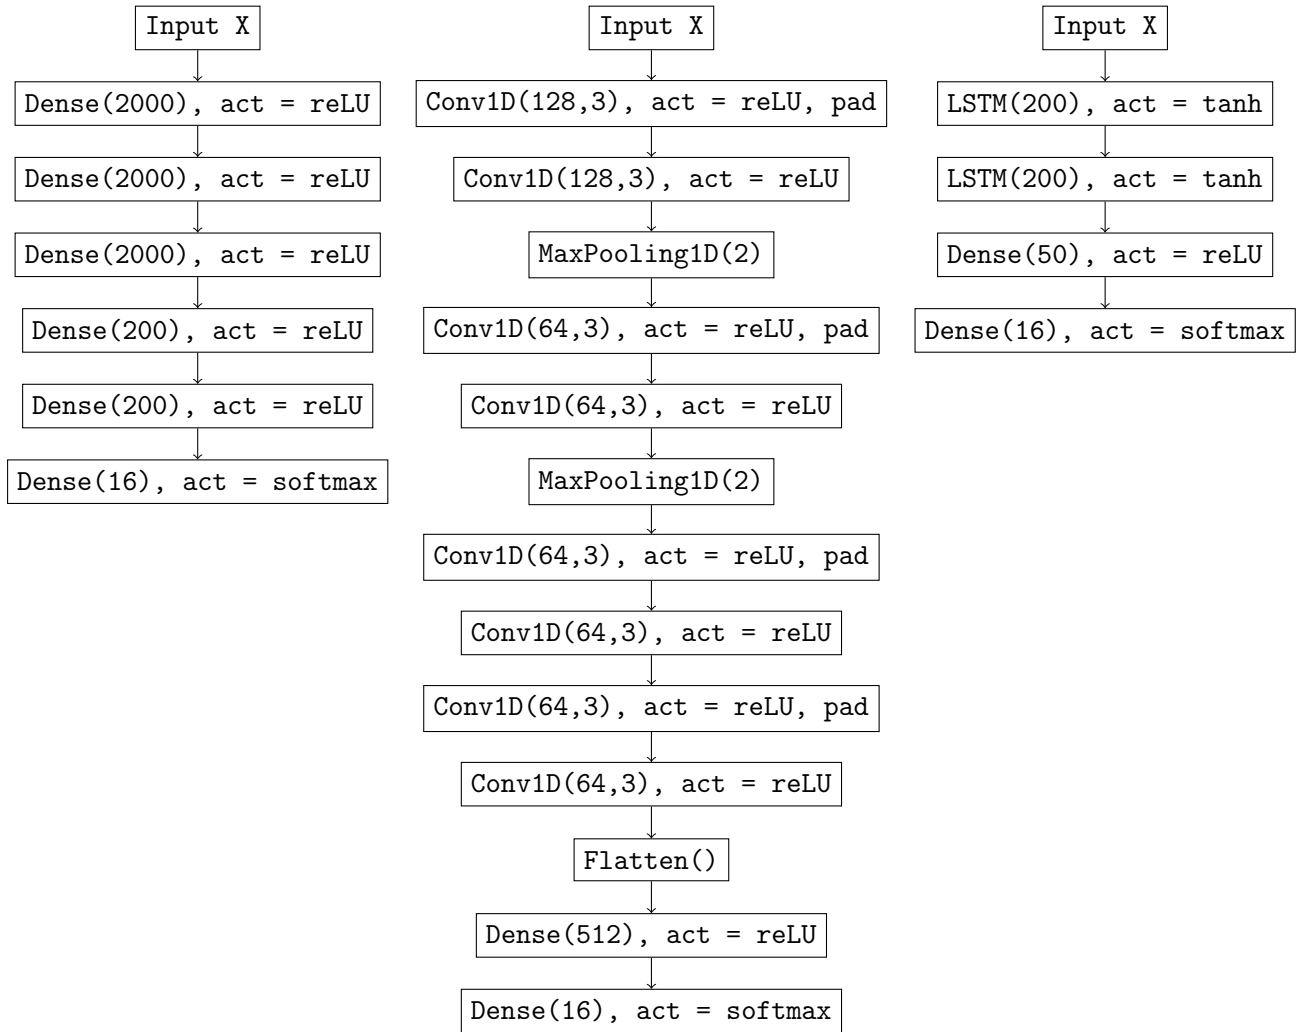 Input X
Dense(2000), act = reLU
Dense(2000), act = reLU
Dense(2000), act = reLU
Dense(200), act = reLU
Dense(200), act = reLU
Dense(16), act = softmax
Input X
Conv1D(128,3), act = reLU, pad
Conv1D(128,3), act = reLU
MaxPooling1D(2)
Conv1D(64,3), act = reLU, pad
Conv1D(64,3), act = reLU
MaxPooling1D(2)
Conv1D(64,3), act = reLU, pad
Conv1D(64,3), act = reLU
Conv1D(64,3), act = reLU, pad
Conv1D(64,3), act = reLU
Flatten()
Dense(512), act = reLU
Dense(16), act = softmax
Input X
LSTM(200), act = tanh
LSTM(200), act = tanh
Dense(50), act = reLU
Dense(16), act = softmax